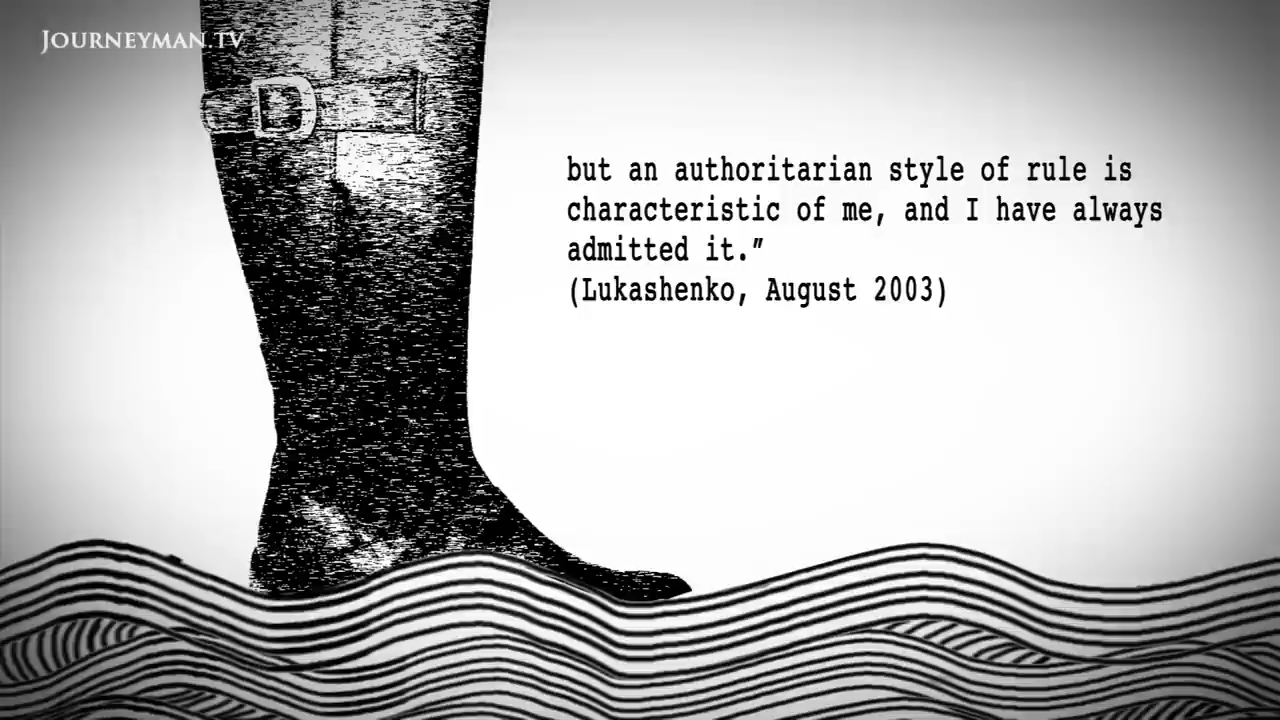 JOURNEYMAN.TV
but an authoritarian style of rule is
characteristic of me, and I have always
admitted it.”
(Lukashenko, August 2003)